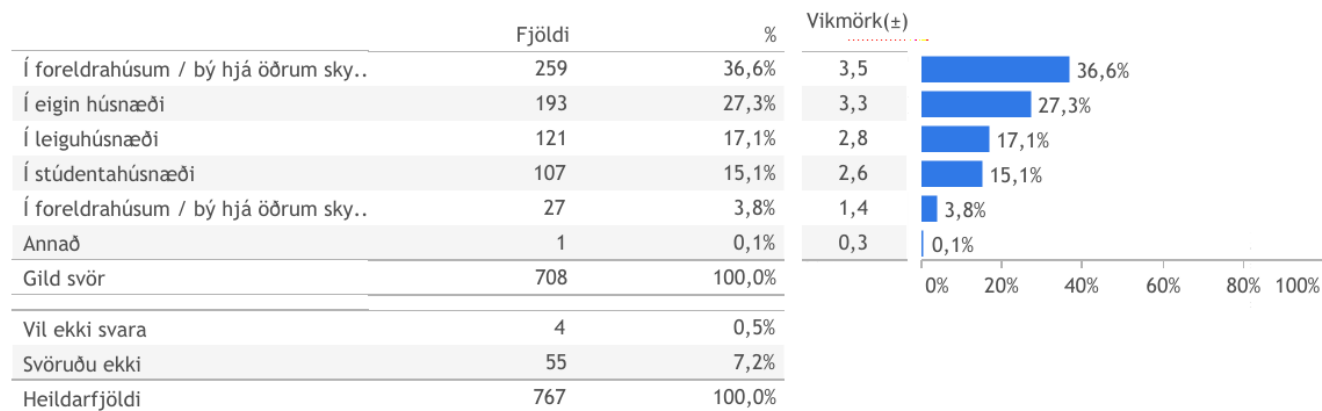 Fjöldi % Vikmörk(±)
Í foreldrahúsum / bý hjá öðrum sky.. 259 36,6% 3,5 36,6%
Í eigin húsnæði 193 27,3% 3,3 27,3%
Í leiguhúsnæði 121 17,1% 2,8 17,1%
Í stúdentahúsnæði 107 15,1% 2,6 15,1%
Í foreldrahúsum / bý hjá öðrum sky.. 27 3,8% 1,4 3,8%
Annað 1 0,1% 0,3 0,1%
Gild svör 708 100,0% 0% 20% 40% 60% 80% 100%
Vil ekki svara 4 0,5%
Svöruðu ekki 55 7,2%
Heildarfjöldi 767 100,0%